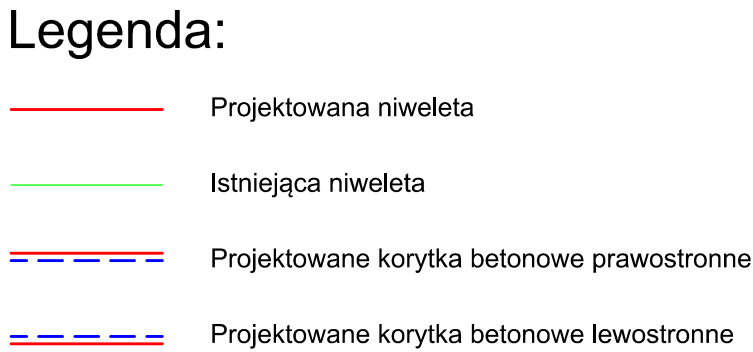 Legenda:
Projektowana niweleta
Istniejąca niweleta
Projektowane korytka betonowe prawostronne
Projektowane korytka betonowe lewostronne